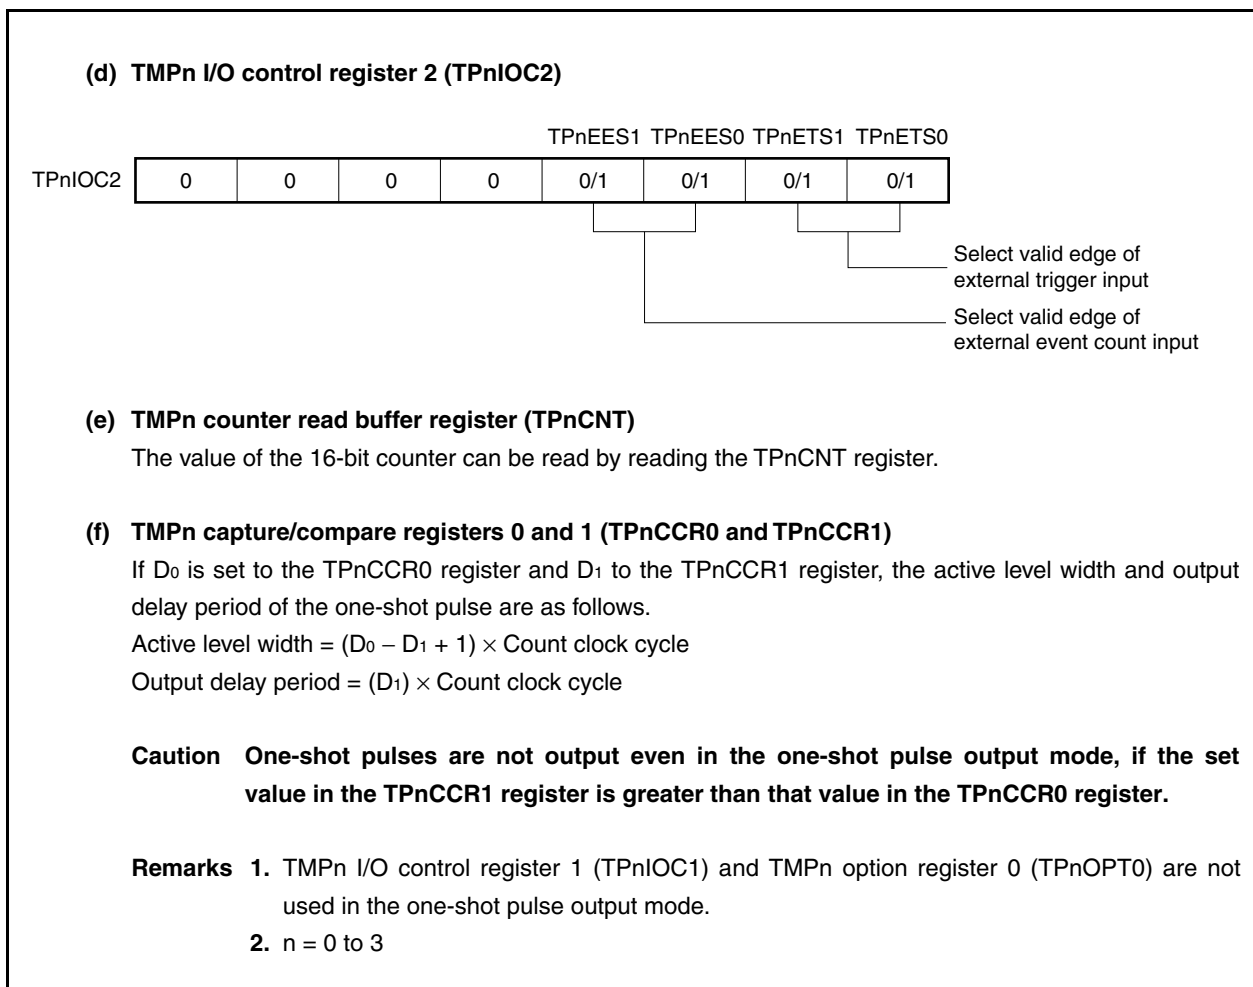 (d) TMPn I/O control register 2 (TPnIOC2)
TPnEES1 TPnEES0 TPnETS1 TPnETS0
TPnIOC2 0 0 0 0 0/1 0/1 0/1 0/1
Select valid edge of
external trigger input
Select valid edge of
external event count input
(e) TMPn counter read buffer register (TPnCNT)
The value of the 16-bit counter can be read by reading the TPnCNT register.
(f) TMPn capture/compare registers 0 and 1 (TPnCCR0 and TPnCCR1)
If D0 is set to the TPnCCR0 register and D1 to the TPnCCR1 register, the active level width and output
delay period of the one-shot pulse are as follows.
Active level width = (D0 − D1 + 1) × Count clock cycle
Output delay period = (D1) × Count clock cycle
Caution One-shot pulses are not output even in the one-shot pulse output mode, if the set
value in the TPnCCR1 register is greater than that value in the TPnCCR0 register.
Remarks 1. TMPn I/O control register 1 (TPnIOC1) and TMPn option register 0 (TPnOPT0) are not
used in the one-shot pulse output mode.
2. n = 0 to 3